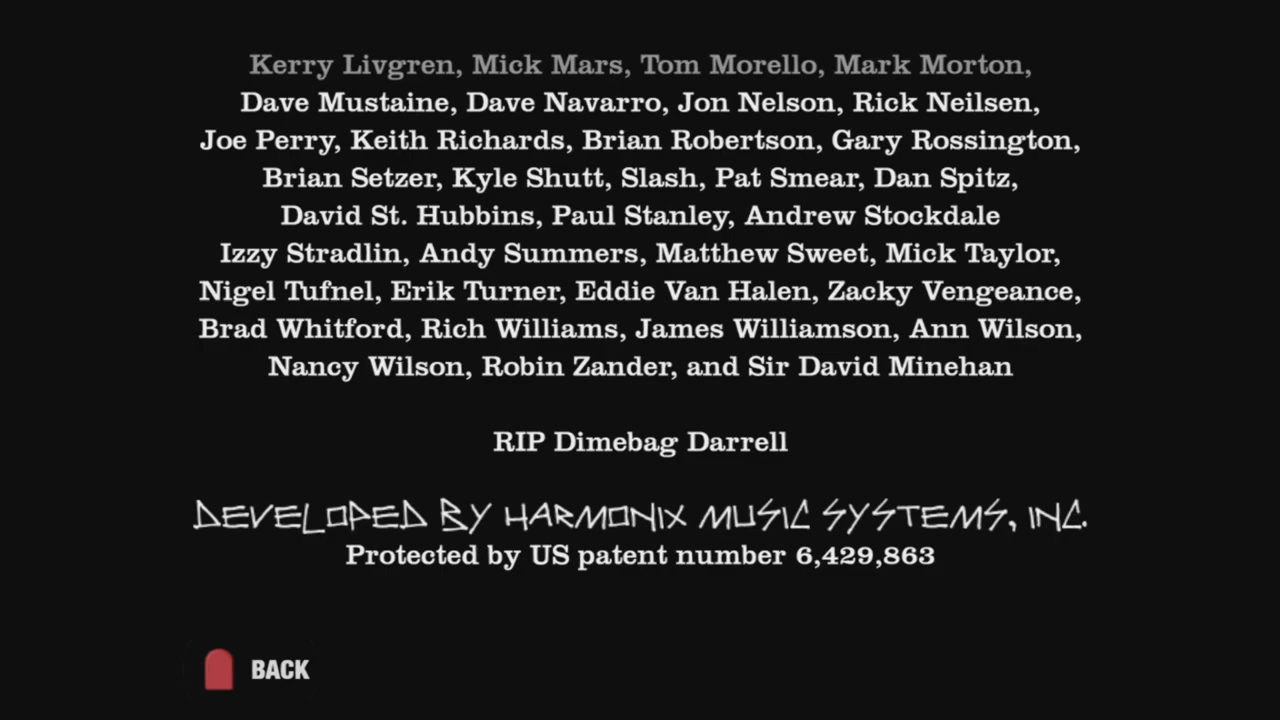 Kerry Livgren, Mick Mars, Tom Morello, Mark Morton,
Dave Mustaine, Dave Navarro, Jon Nelson, Rick Neilsen,
Joe Perry, Keith Richards, Brian Robertson, Gary Rossington,
Brian Setzer, Kyle Shutt, Slash, Pat Smear, Dan Spitz,
David St. Hubbins, Paul Stanley, Andrew Stockdale
Izzy Stradlin, Andy Summers, Matthew Sweet, Mick Taylor,
Nigel Tufnel, Erik Turner, Eddie Van Halen, Zacky Vengeance,
Brad Whitford, Rich Williams, James Williamson, Ann Wilson,
Nancy Wilson, Robin Zander, and Sir David Minehan
RIP Dimebag Darrell
DEVELOPED BY HARMONIX MUSIC SYSTEMS, INC.
Protected by US patent number 6,429,863
BACK